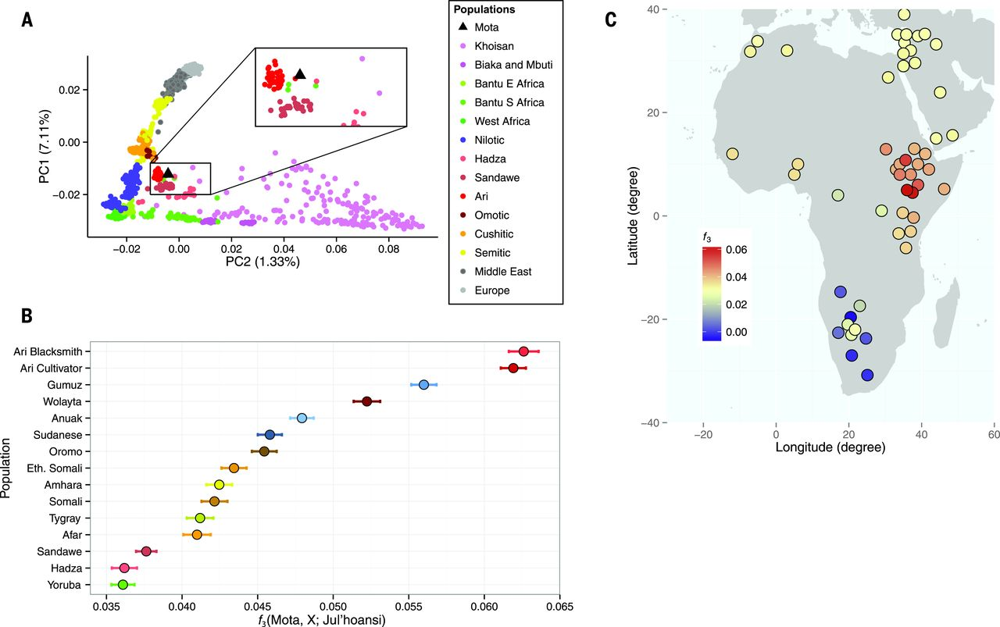 A
0.02
0.00
−0.02
PC1 (7.11%)
−0.02
0.00
0.02
0.04
0.06
0.08
PC2 (1.33%)
Populations
Mota
Khoisan
Biaka and Mbuti
Bantu E Africa
Bantu S Africa
West Africa
Nilotic
Hadza
Sandawe
Ari
Omotic
Cushitic
Semitic
Middle East
Europe
B
Population
Ari Blacksmith
Ari Cultivator
Gumuz
Wolayta
Anuak
Sudanese
Oromo
Eth. Somali
Amhara
Somali
Tygray
Afar
Sandawe
Hadza
Yoruba
0.035
0.040
0.045
0.050
0.055
0.060
0.065
f3(Mota, X; Jul'hoansi)
C
40
20
0
−20
−40
Latitude (degree)
f3
0.06
0.04
0.02
0.00
−20
0
20
40
60
Longitude (degree)